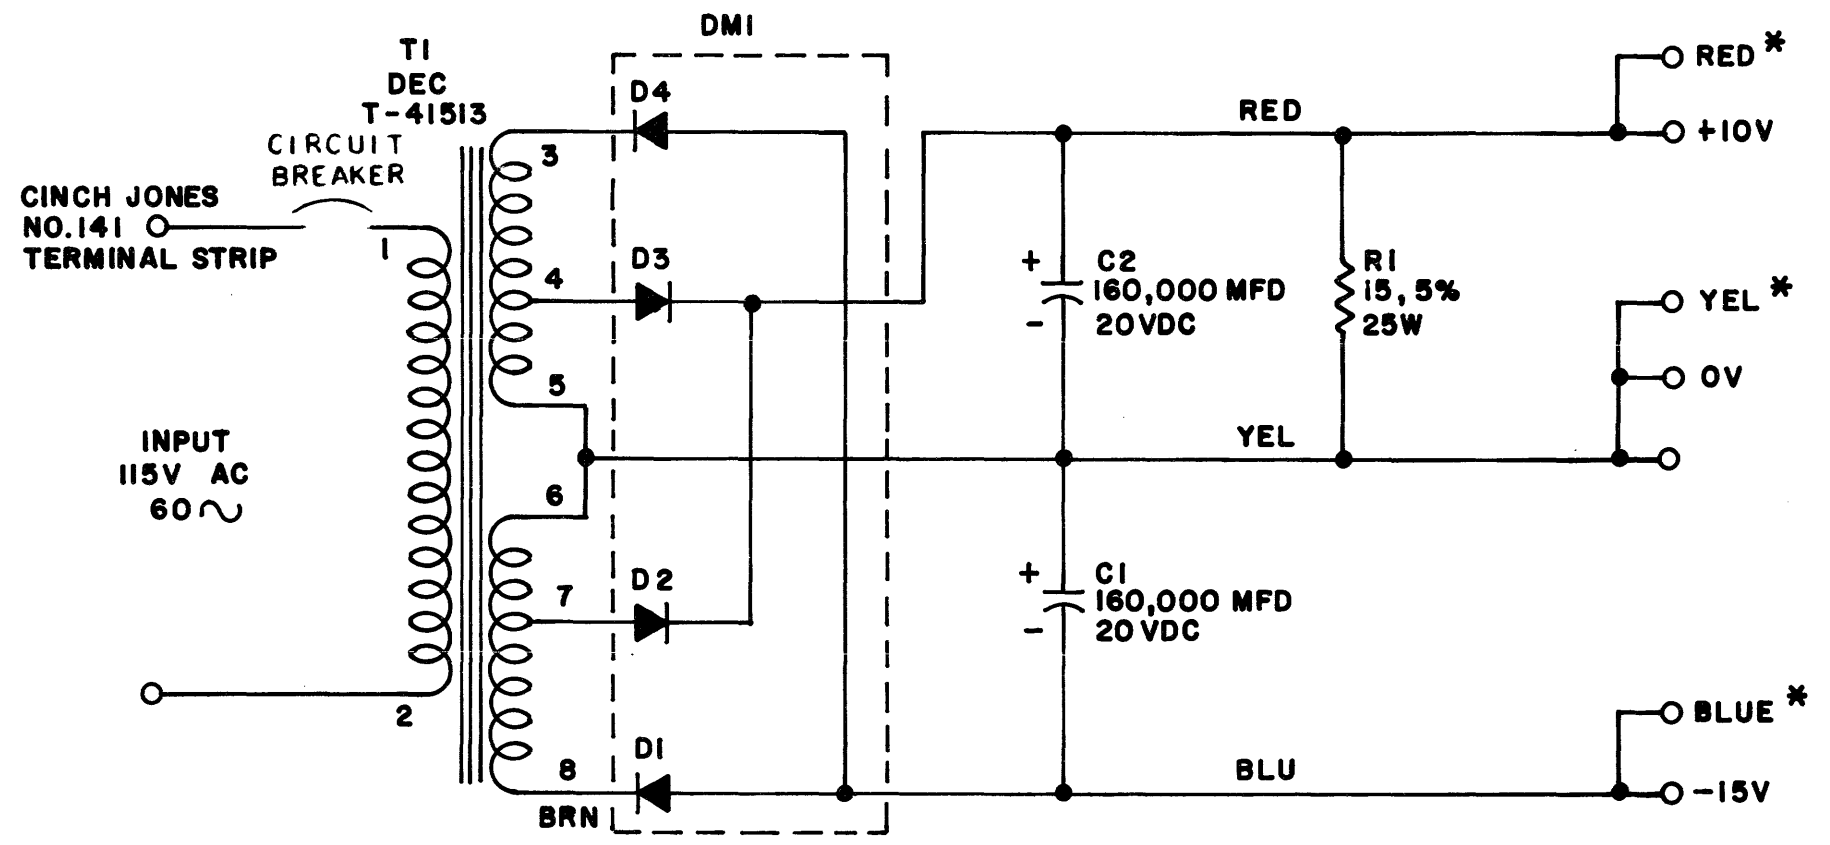 DM1
T1
DEC
T-41513
CIRCUIT
BREAKER
CINCH JONES
NO.141
TERMINAL STRIP
1
2
INPUT
115V AC
60∿
3
4
5
6
7
8
BRN
D4
D3
D2
D1
RED
+
C2
160,000 MFD
20VDC
-
R1
15, 5%
25W
YEL
+
C1
160,000 MFD
20VDC
-
BLU
RED *
+10V
YEL *
0V
BLUE *
-15V